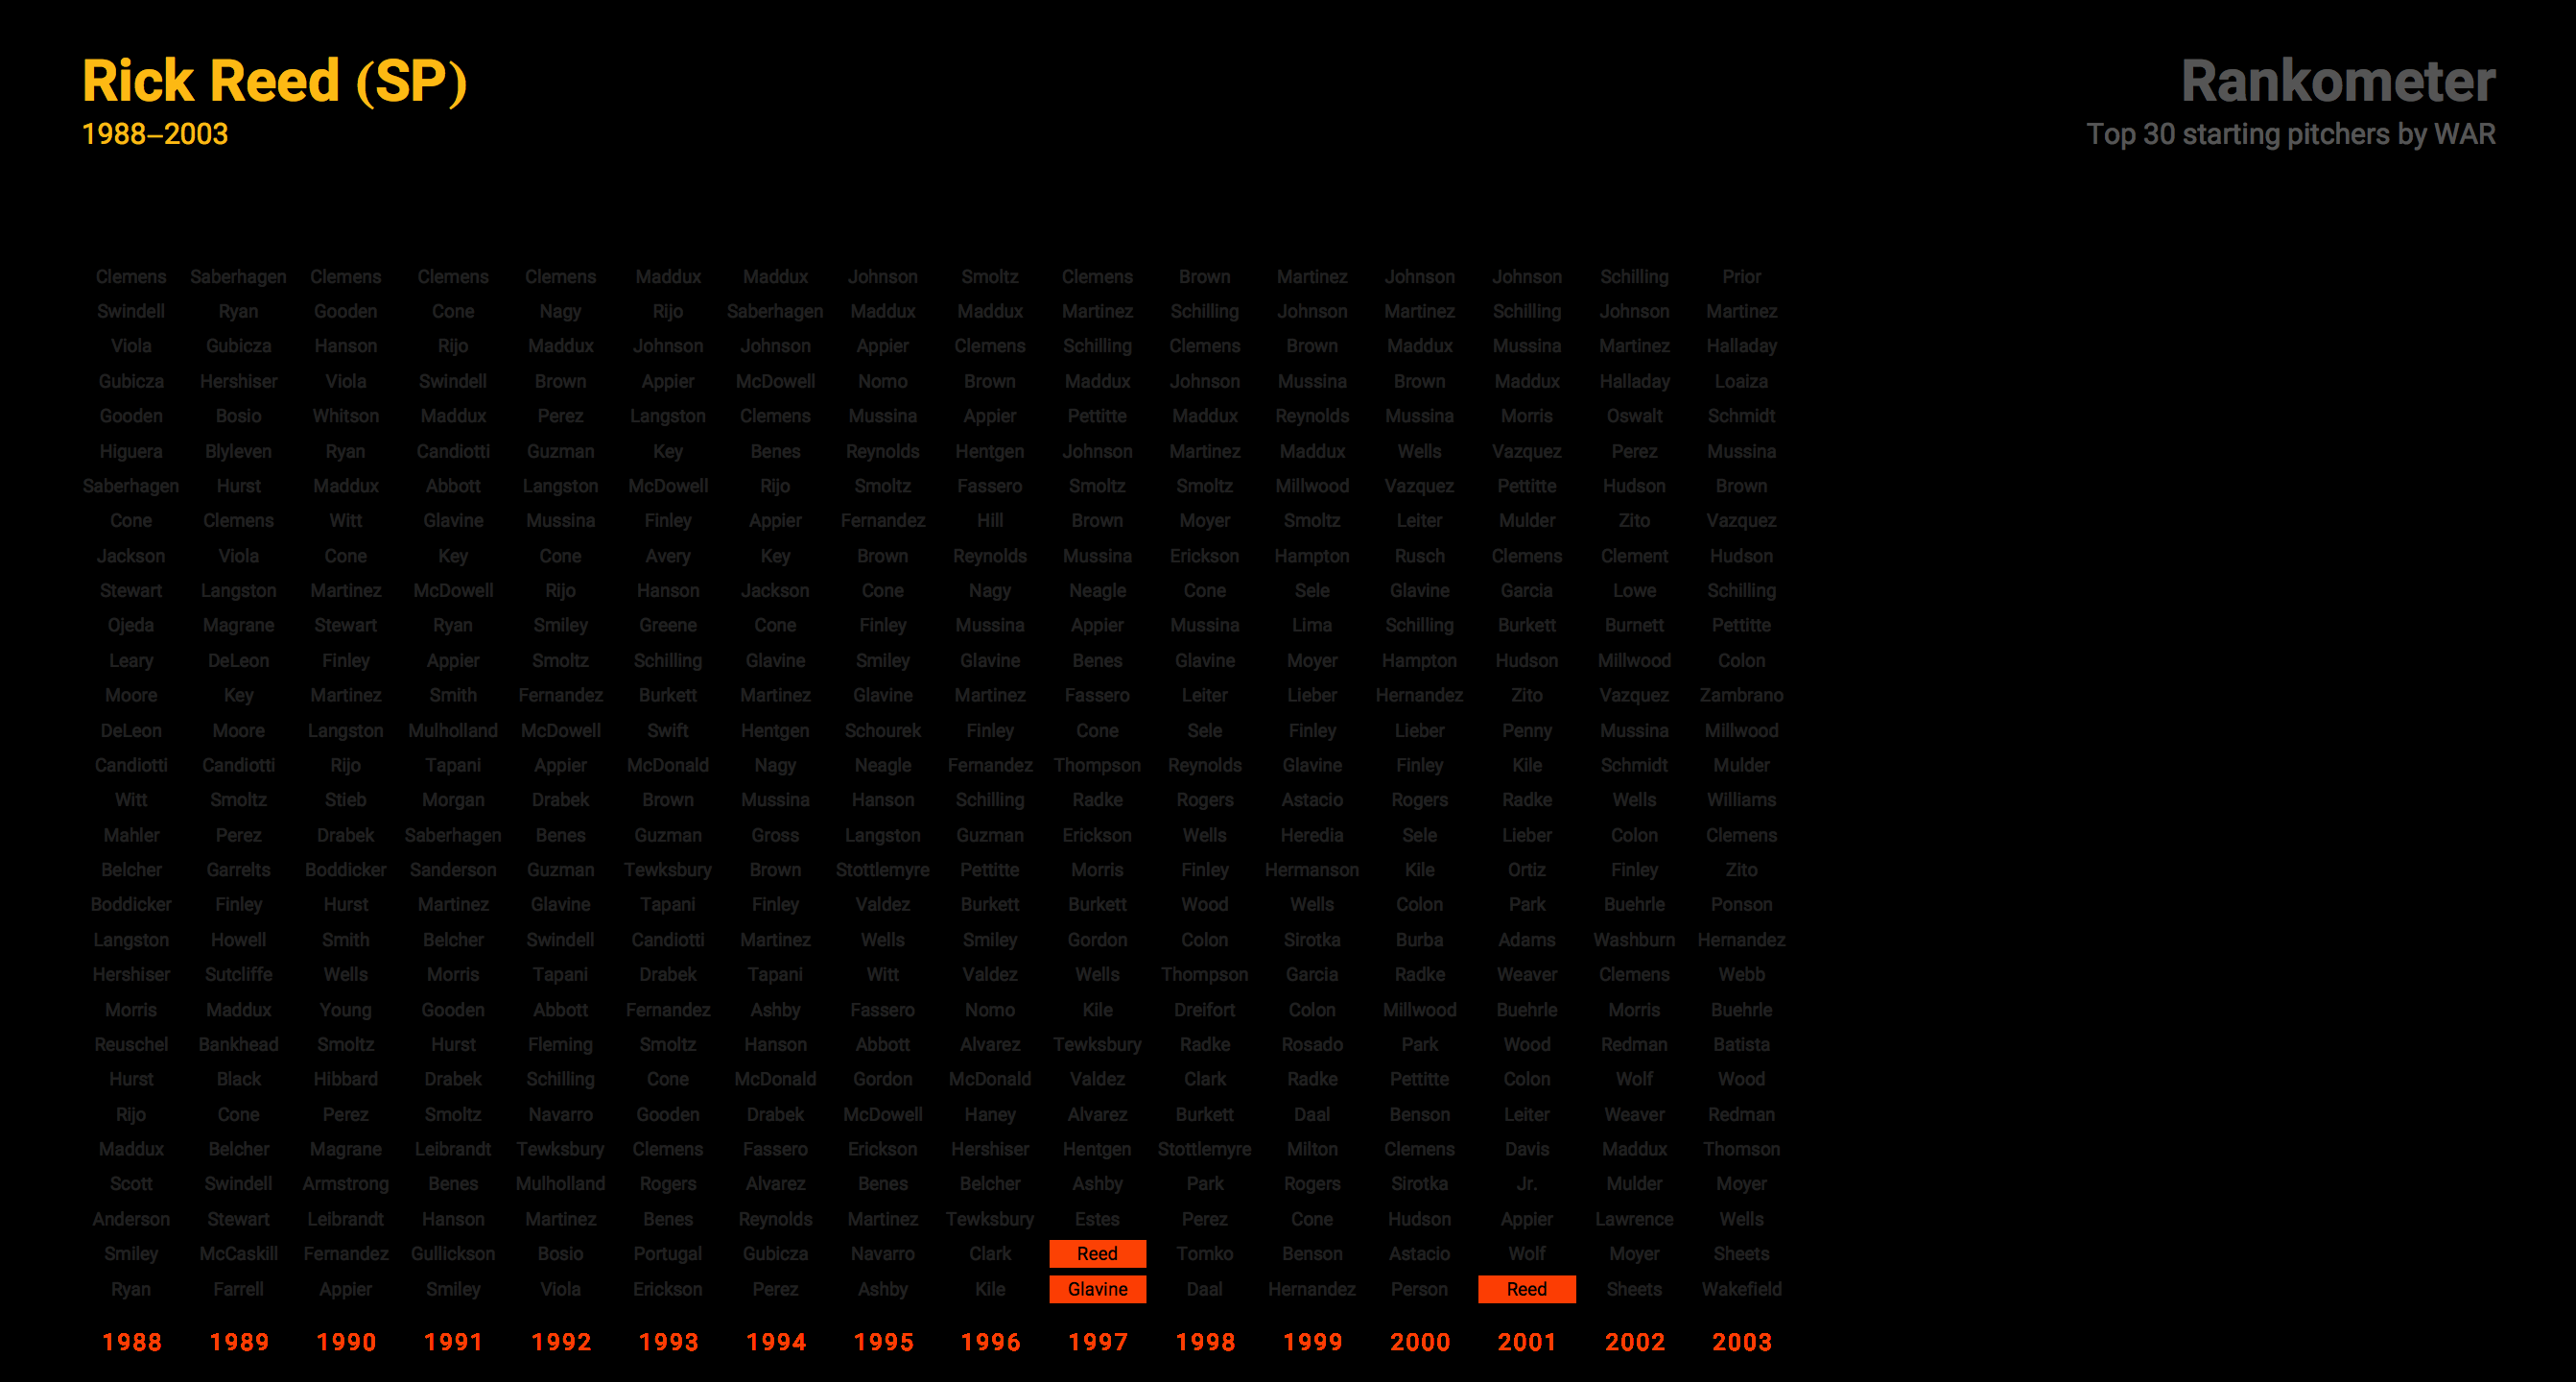 Rick Reed (SP)
1988–2003
Rankometer
Top 30 starting pitchers by WAR
Clemens Saberhagen Clemens Clemens Clemens Maddux Maddux Johnson Smoltz Clemens Brown Martinez Johnson Johnson Schilling Prior
Swindell Ryan Gooden Cone Nagy Rijo Saberhagen Maddux Maddux Martinez Schilling Johnson Martinez Schilling Johnson Martinez
Viola Gubicza Hanson Rijo Maddux Johnson Johnson Appier Clemens Schilling Clemens Brown Maddux Mussina Martinez Halladay
Gubicza Hershiser Viola Swindell Brown Appier McDowell Nomo Brown Maddux Johnson Mussina Brown Maddux Halladay Loaiza
Gooden Bosio Whitson Maddux Perez Langston Clemens Mussina Appier Pettitte Maddux Reynolds Mussina Morris Oswalt Schmidt
Higuera Blyleven Ryan Candiotti Guzman Key Benes Reynolds Hentgen Johnson Martinez Maddux Wells Vazquez Perez Mussina
Saberhagen Hurst Maddux Abbott Langston McDowell Rijo Smoltz Fassero Smoltz Smoltz Millwood Vazquez Pettitte Hudson Brown
Cone Clemens Witt Glavine Mussina Finley Appier Fernandez Hill Brown Moyer Smoltz Leiter Mulder Zito Vazquez
Jackson Viola Cone Key Cone Avery Key Brown Reynolds Mussina Erickson Hampton Rusch Clemens Clement Hudson
Stewart Langston Martinez McDowell Rijo Hanson Jackson Cone Nagy Neagle Cone Sele Glavine Garcia Lowe Schilling
Ojeda Magrane Stewart Ryan Smiley Greene Cone Finley Mussina Appier Mussina Lima Schilling Burkett Burnett Pettitte
Leary DeLeon Finley Appier Smoltz Schilling Glavine Smiley Glavine Benes Glavine Moyer Hampton Hudson Millwood Colon
Moore Key Martinez Smith Fernandez Burkett Martinez Glavine Martinez Fassero Leiter Lieber Hernandez Zito Vazquez Zambrano
DeLeon Moore Langston Mulholland McDowell Swift Hentgen Schourek Finley Cone Sele Finley Lieber Penny Mussina Millwood
Candiotti Candiotti Rijo Tapani Appier McDonald Nagy Neagle Fernandez Thompson Reynolds Glavine Finley Kile Schmidt Mulder
Witt Smoltz Stieb Morgan Drabek Brown Mussina Hanson Schilling Radke Rogers Astacio Rogers Radke Wells Williams
Mahler Perez Drabek Saberhagen Benes Guzman Gross Langston Guzman Erickson Wells Heredia Sele Lieber Colon Clemens
Belcher Garrelts Boddicker Sanderson Guzman Tewksbury Brown Stottlemyre Pettitte Morris Finley Hermanson Kile Ortiz Finley Zito
Boddicker Finley Hurst Martinez Glavine Tapani Finley Valdez Burkett Burkett Wood Wells Colon Park Buehrle Ponson
Langston Howell Smith Belcher Swindell Candiotti Martinez Wells Smiley Gordon Colon Sirotka Burba Adams Washburn Hernandez
Hershiser Sutcliffe Wells Morris Tapani Drabek Tapani Witt Valdez Wells Thompson Garcia Radke Weaver Clemens Webb
Morris Maddux Young Gooden Abbott Fernandez Ashby Fassero Nomo Kile Dreifort Colon Millwood Buehrle Morris Buehrle
Reuschel Bankhead Smoltz Hurst Fleming Smoltz Hanson Abbott Alvarez Tewksbury Radke Rosado Park Wood Redman Batista
Hurst Black Hibbard Drabek Schilling Cone McDonald Gordon McDonald Valdez Clark Radke Pettitte Colon Wolf Wood
Rijo Cone Perez Smoltz Navarro Gooden Drabek McDowell Haney Alvarez Burkett Daal Benson Leiter Weaver Redman
Maddux Belcher Magrane Leibrandt Tewksbury Clemens Fassero Erickson Hershiser Hentgen Stottlemyre Milton Clemens Davis Maddux Thomson
Scott Swindell Armstrong Benes Mulholland Rogers Alvarez Benes Belcher Ashby Park Rogers Sirotka Jr. Mulder Moyer
Anderson Stewart Leibrandt Hanson Martinez Benes Reynolds Martinez Tewksbury Estes Perez Cone Hudson Appier Lawrence Wells
Smiley McCaskill Fernandez Gullickson Bosio Portugal Gubicza Navarro Clark Reed Tomko Benson Astacio Wolf Moyer Sheets
Ryan Farrell Appier Smiley Viola Erickson Perez Ashby Kile Glavine Daal Hernandez Person Reed Sheets Wakefield
1988 1989 1990 1991 1992 1993 1994 1995 1996 1997 1998 1999 2000 2001 2002 2003